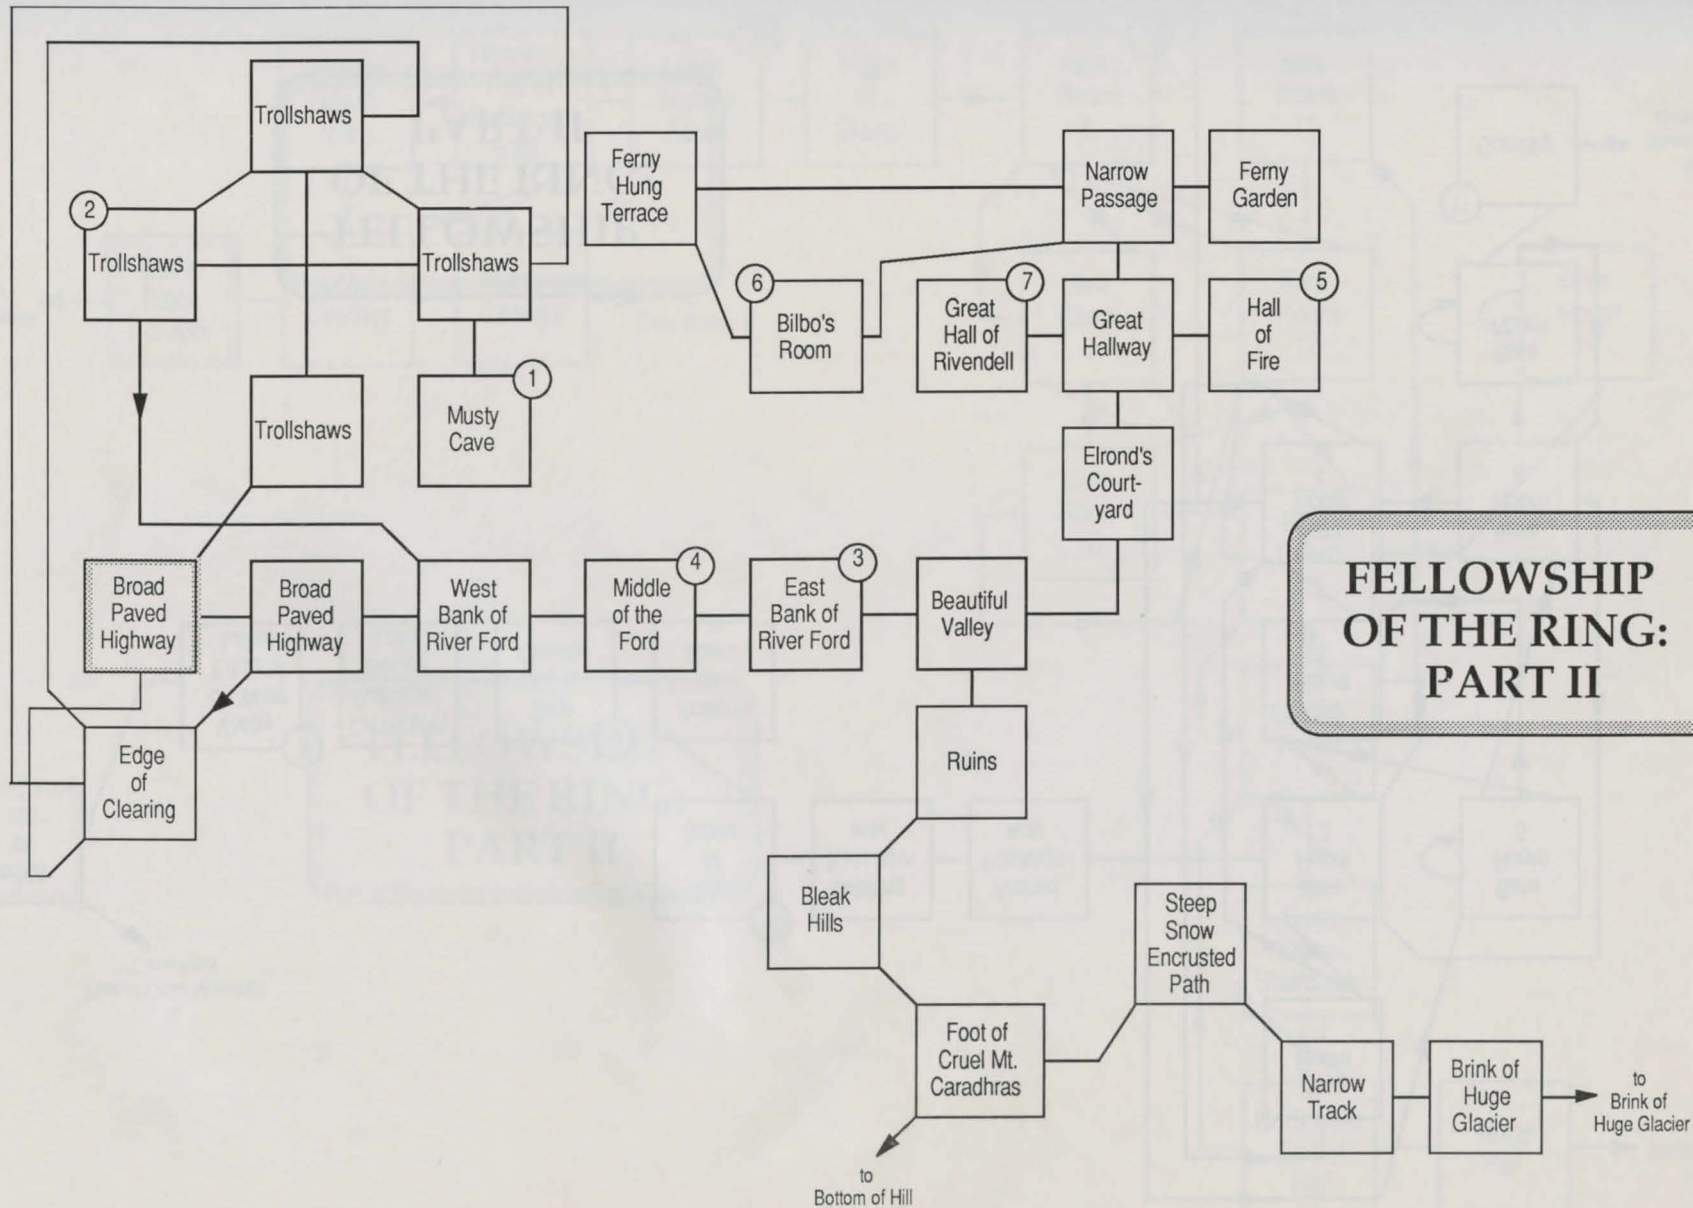 Trollshaws
2
Trollshaws
Trollshaws
Ferny
Hung
Terrace
Narrow
Passage
Ferny
Garden
6
Bilbo's
Room
7
Great
Hall of
Rivendell
Great
Hallway
5
Hall
of
Fire
Trollshaws
1
Musty
Cave
Elrond's
Court-
yard
Broad
Paved
Highway
Broad
Paved
Highway
West
Bank of
River Ford
4
Middle
of the
Ford
3
East
Bank of
River Ford
Beautiful
Valley
FELLOWSHIP
OF THE RING:
PART II
Edge
of
Clearing
Ruins
Bleak
Hills
Steep
Snow
Encrusted
Path
Foot of
Cruel Mt.
Caradhras
Narrow
Track
Brink of
Huge
Glacier
to
Brink of
Huge Glacier
to
Bottom of Hill